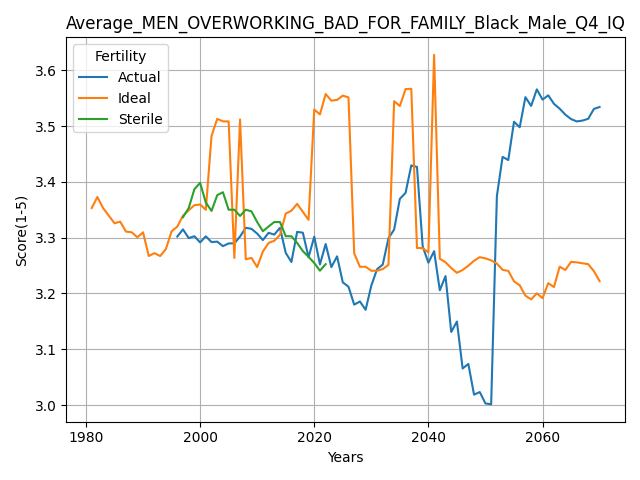 Average_MEN_OVERWORKING_BAD_FOR_FAMILY_Black_Male_Q4_IQ
Fertility
Actual
Ideal
Sterile
Score(1-5)
3.6
3.5
3.4
3.3
3.2
3.1
3.0
1980 2000 2020 2040 2060
Years